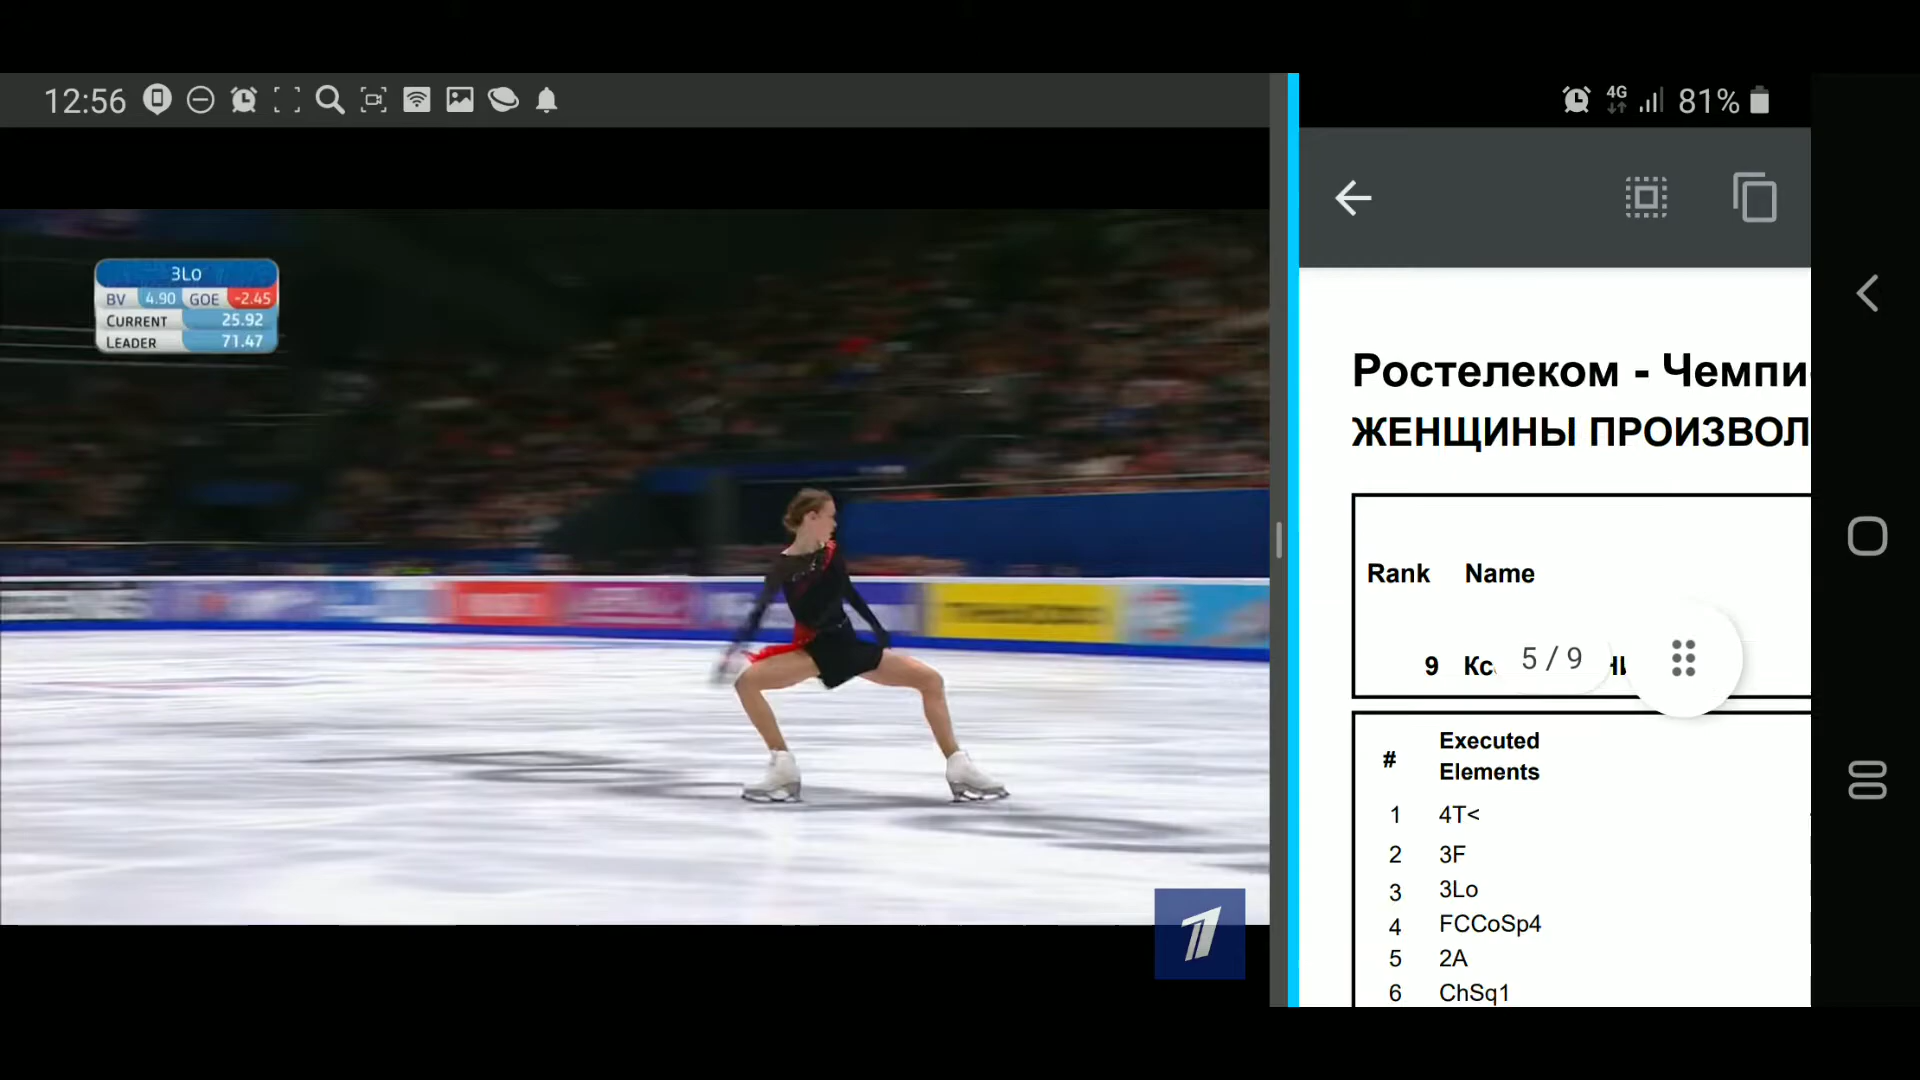 12:56
4G
81%
3Lo
BV 4.90 GOE -2.45
CURRENT 25.92
LEADER 71.47
Ростелеком - Чемпи
ЖЕНЩИНЫ ПРОИЗВОЛ
Rank Name
9 Кс
5 / 9
# Executed
Elements
1 4T<
2 3F
3 3Lo
4 FCCoSp4
5 2A
6 ChSq1